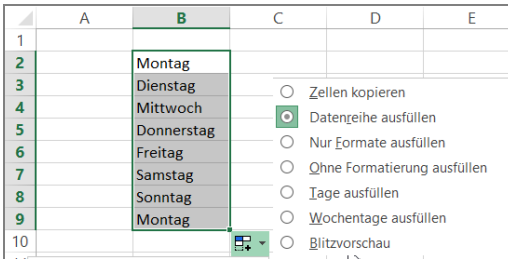 A B C D E
1
2 Montag
3 Dienstag
4 Mittwoch
5 Donnerstag
6 Freitag
7 Samstag
8 Sonntag
9 Montag
10
Zellen kopieren
Datenreihe ausfüllen
Nur Formate ausfüllen
Ohne Formatierung ausfüllen
Tage ausfüllen
Wochentage ausfüllen
Blitzvorschau